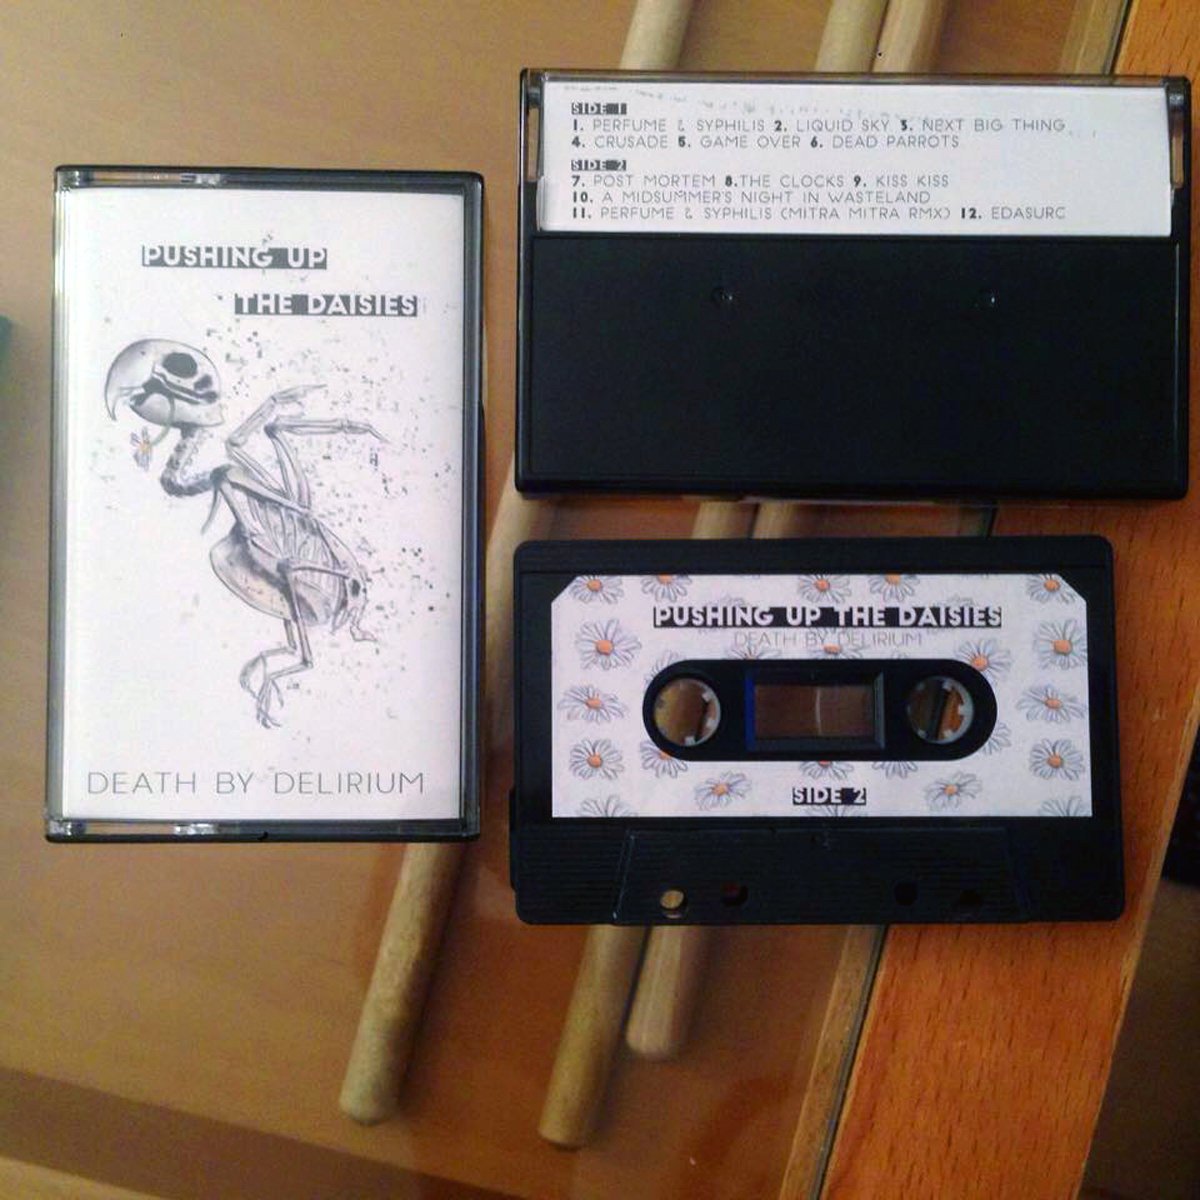 PUSHING UP
THE DAISIES
DEATH BY DELIRIUM
SIDE 1
1. PERFUME & SYPHILIS 2. LIQUID SKY 3. NEXT BIG THING
4. CRUSADE 5. GAME OVER 6. DEAD PARROTS
SIDE 2
7. POST MORTEM 8.THE CLOCKS 9. KISS KISS
10. A MIDSUMMER'S NIGHT IN WASTELAND
11. PERFUME & SYPHILIS (MITRA MITRA RMX) 12. EDASURC
PUSHING UP THE DAISIES
DEATH BY DELIRIUM
SIDE 2